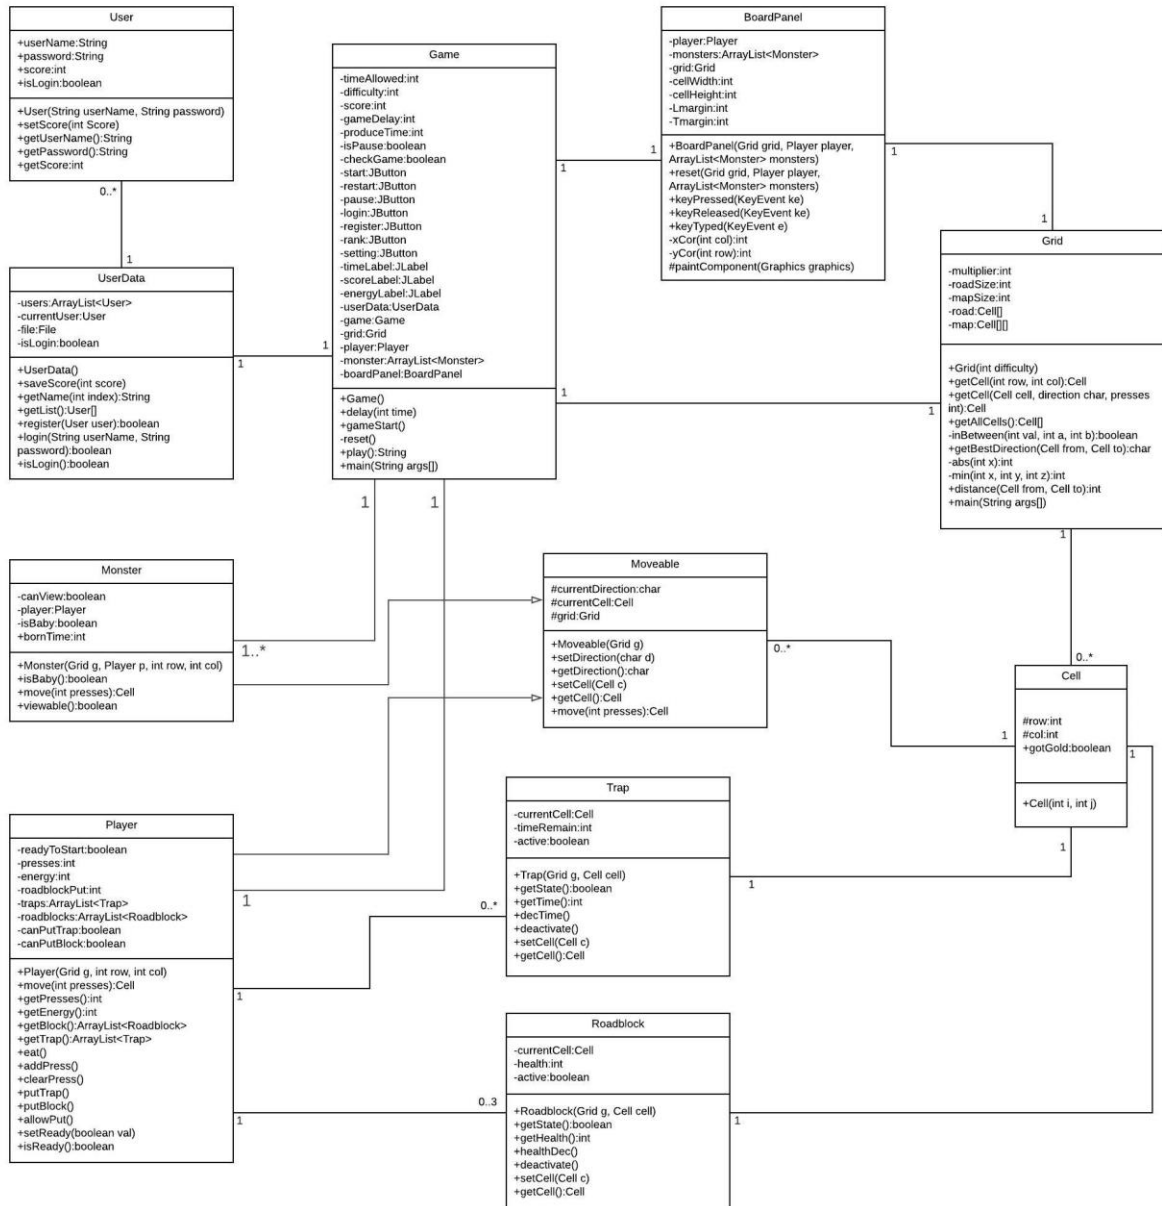 User
+userName:String
+password:String
+score:int
+isLogin:boolean
+User(String userName, String password)
+setScore(int Score)
+getUserName():String
+getPassword():String
+getScore:int
0..*
1
UserData
-users:ArrayList<User>
-currentUser:User
-file:File
-isLogin:boolean
+UserData()
+saveScore(int score)
+getName(int index):String
+getList():User[]
+register(User user):boolean
+login(String userName, String
password):boolean
+isLogin():boolean
1
1
Game
-timeAllowed:int
-difficulty:int
-score:int
-gameDelay:int
-produceTime:int
-isPause:boolean
-checkGame:boolean
-start:JButton
-restart:JButton
-pause:JButton
-login:JButton
-register:JButton
-rank:JButton
-setting:JButton
-timeLabel:JLabel
-scoreLabel:JLabel
-energyLabel:JLabel
-userData:UserData
-game:Game
-grid:Grid
-player:Player
-monster:ArrayList<Monster>
-boardPanel:BoardPanel
+Game()
+delay(int time)
+gameStart()
-reset()
+play():String
+main(String args[])
1
1
1
1
1
1
BoardPanel
-player:Player
-monsters:ArrayList<Monster>
-grid:Grid
-cellWidth:int
-cellHeight:int
-Lmargin:int
-Tmargin:int
+BoardPanel(Grid grid, Player player,
ArrayList<Monster> monsters)
+reset(Grid grid, Player player,
ArrayList<Monster> monsters)
+keyPressed(KeyEvent ke)
+keyReleased(KeyEvent ke)
+keyTyped(KeyEvent e)
-xCor(int col):int
-yCor(int row):int
#paintComponent(Graphics graphics)
1
1
Grid
-multiplier:int
-roadSize:int
-mapSize:int
-road:Cell[]
-map:Cell[][]
+Grid(int difficulty)
+getCell(int row, int col):Cell
+getCell(Cell cell, direction char, presses
int):Cell
+getAllCells():Cell[]
-inBetween(int val, int a, int b):boolean
+getBestDirection(Cell from, Cell to):char
-abs(int x):int
-min(int x, int y, int z):int
+distance(Cell from, Cell to):int
+main(String args[])
1
0..*
Monster
-canView:boolean
-player:Player
-isBaby:boolean
+bornTime:int
+Monster(Grid g, Player p, int row, int col)
+isBaby():boolean
+move(int presses):Cell
+viewable():boolean
1..*
Moveable
#currentDirection:char
#currentCell:Cell
#grid:Grid
+Moveable(Grid g)
+setDirection(char d)
+getDirection():char
+setCell(Cell c)
+getCell():Cell
+move(int presses):Cell
0..*
1
Cell
#row:int
#col:int
+gotGold:boolean
+Cell(int i, int j)
1
1
Player
-readyToStart:boolean
-presses:int
-energy:int
-roadblockPut:int
-traps:ArrayList<Trap>
-roadblocks:ArrayList<Roadblock>
-canPutTrap:boolean
-canPutBlock:boolean
+Player(Grid g, int row, int col)
+move(int presses):Cell
+getPresses():int
+getEnergy():int
+getBlock():ArrayList<Roadblock>
+getTrap():ArrayList<Trap>
+eat()
+addPress()
+clearPress()
+putTrap()
+putBlock()
+allowPut()
+setReady(boolean val)
+isReady():boolean
1
1
1
0..*
Trap
-currentCell:Cell
-timeRemain:int
-active:boolean
+Trap(Grid g, Cell cell)
+getState():boolean
+getTime():int
+decTime()
+deactivate()
+setCell(Cell c)
+getCell():Cell
1
0..3
Roadblock
-currentCell:Cell
-health:int
-active:boolean
+Roadblock(Grid g, Cell cell)
+getState():boolean
+getHealth():int
+healthDec()
+deactivate()
+setCell(Cell c)
+getCell():Cell
1